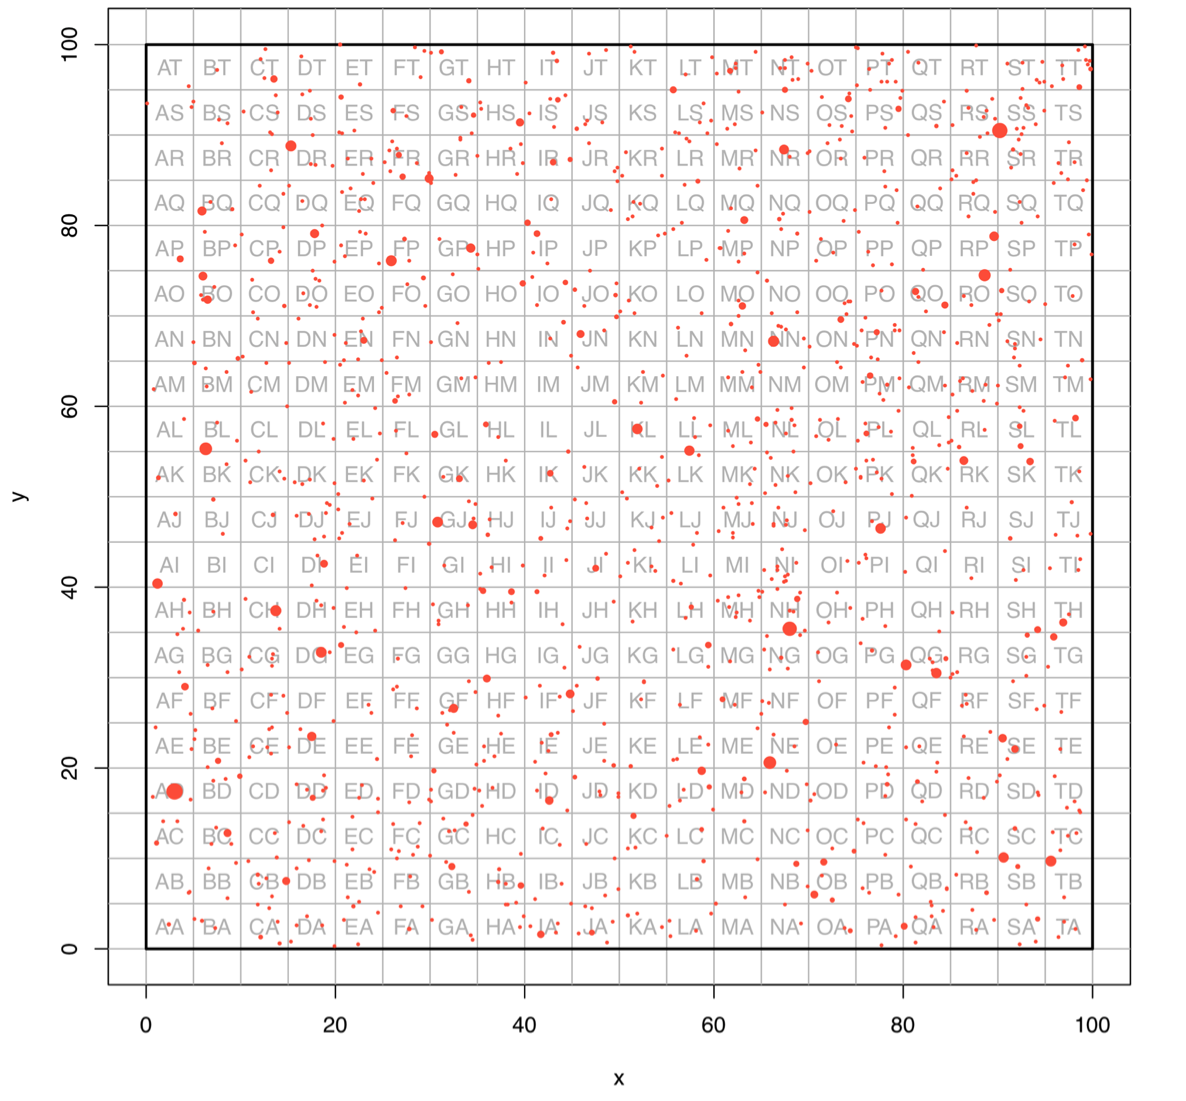 100
AT BT CT DT ET FT GT HT IT JT KT LT MT NT OT PT QT RT ST TT
AS BS CS DS ES FS GS HS IS JS KS LS MS NS OS PS QS RS SS TS
AR BR CR DR ER FR GR HR IR JR KR LR MR NR OR PR QR RR SR TR
AQ BQ CQ DQ EQ FQ GQ HQ IQ JQ KQ LQ MQ NQ OQ PQ QQ RQ SQ TQ
80
AP BP CP DP EP FP GP HP IP JP KP LP MP NP OP PP QP RP SP TP
AO BO CO DO EO FO GO HO IO JO KO LO MO NO OO PO QO RO SO TO
AN BN CN DN EN FN GN HN IN JN KN LN MN NN ON PN QN RN SN TN
AM BM CM DM EM FM GM HM IM JM KM LM MM NM OM PM QM RM SM TM
60
AL BL CL DL EL FL GL HL IL JL KL LL ML NL OL PL QL RL SL TL
AK BK CK DK EK FK GK HK IK JK KK LK MK NK OK PK QK RK SK TK
y
AJ BJ CJ DJ EJ FJ GJ HJ IJ JJ KJ LJ MJ NJ OJ PJ QJ RJ SJ TJ
AI BI CI DI EI FI GI HI II JI KI LI MI NI OI PI QI RI SI TI
40
AH BH CH DH EH FH GH HH IH JH KH LH MH NH OH PH QH RH SH TH
AG BG CG DG EG FG GG HG IG JG KG LG MG NG OG PG QG RG SG TG
AF BF CF DF EF FF GF HF IF JF KF LF MF NF OF PF QF RF SF TF
AE BE CE DE EE FE GE HE IE JE KE LE ME NE OE PE QE RE SE TE
20
AD BD CD DD ED FD GD HD ID JD KD LD MD ND OD PD QD RD SD TD
AC BC CC DC EC FC GC HC IC JC KC LC MC NC OC PC QC RC SC TC
AB BB CB DB EB FB GB HB IB JB KB LB MB NB OB PB QB RB SB TB
AA BA CA DA EA FA GA HA IA JA KA LA MA NA OA PA QA RA SA TA
0
0 20 40 60 80 100
x